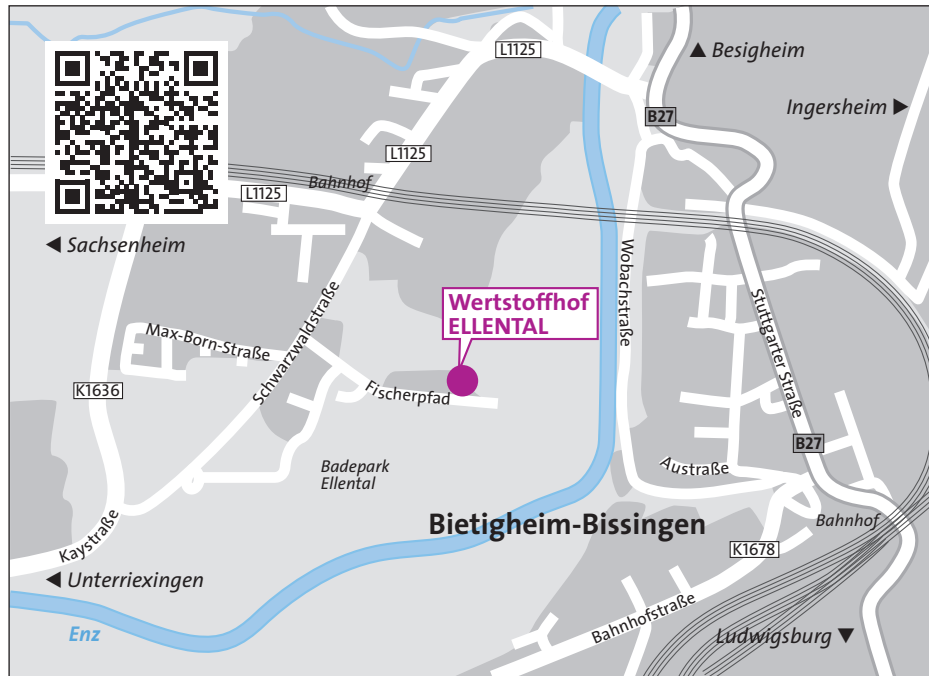 L1125
▲ Besigheim
Ingersheim ▶
B27
L1125
Bahnhof
L1125
◀ Sachsenheim
Wobachstraße
Wertstoffhof
ELLENTAL
Stuttgarter Straße
Max-Born-Straße
Schwarzwaldstraße
K1636
Fischerpfad
B27
Badepark
Ellental
Austraße
Bietigheim-Bissingen
Bahnhof
Kaystraße
K1678
◀ Unterriexingen
Bahnhofstraße
Enz
Ludwigsburg ▼